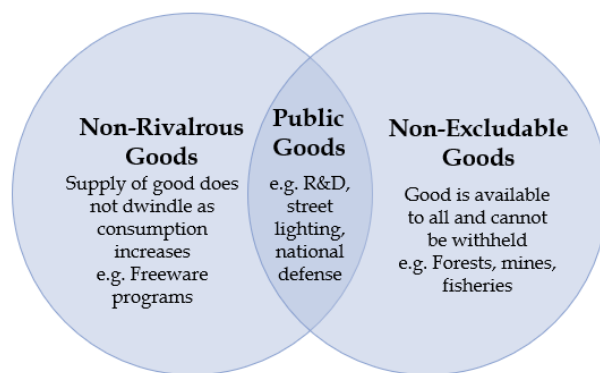 Non-Rivalrous
Goods
Supply of good does
not dwindle as
consumption
increases
e.g. Freeware
programs
Public
Goods
e.g. R&D,
street
lighting,
national
defense
Non-Excludable
Goods
Good is available
to all and cannot
be withheld
e.g. Forests, mines,
fisheries